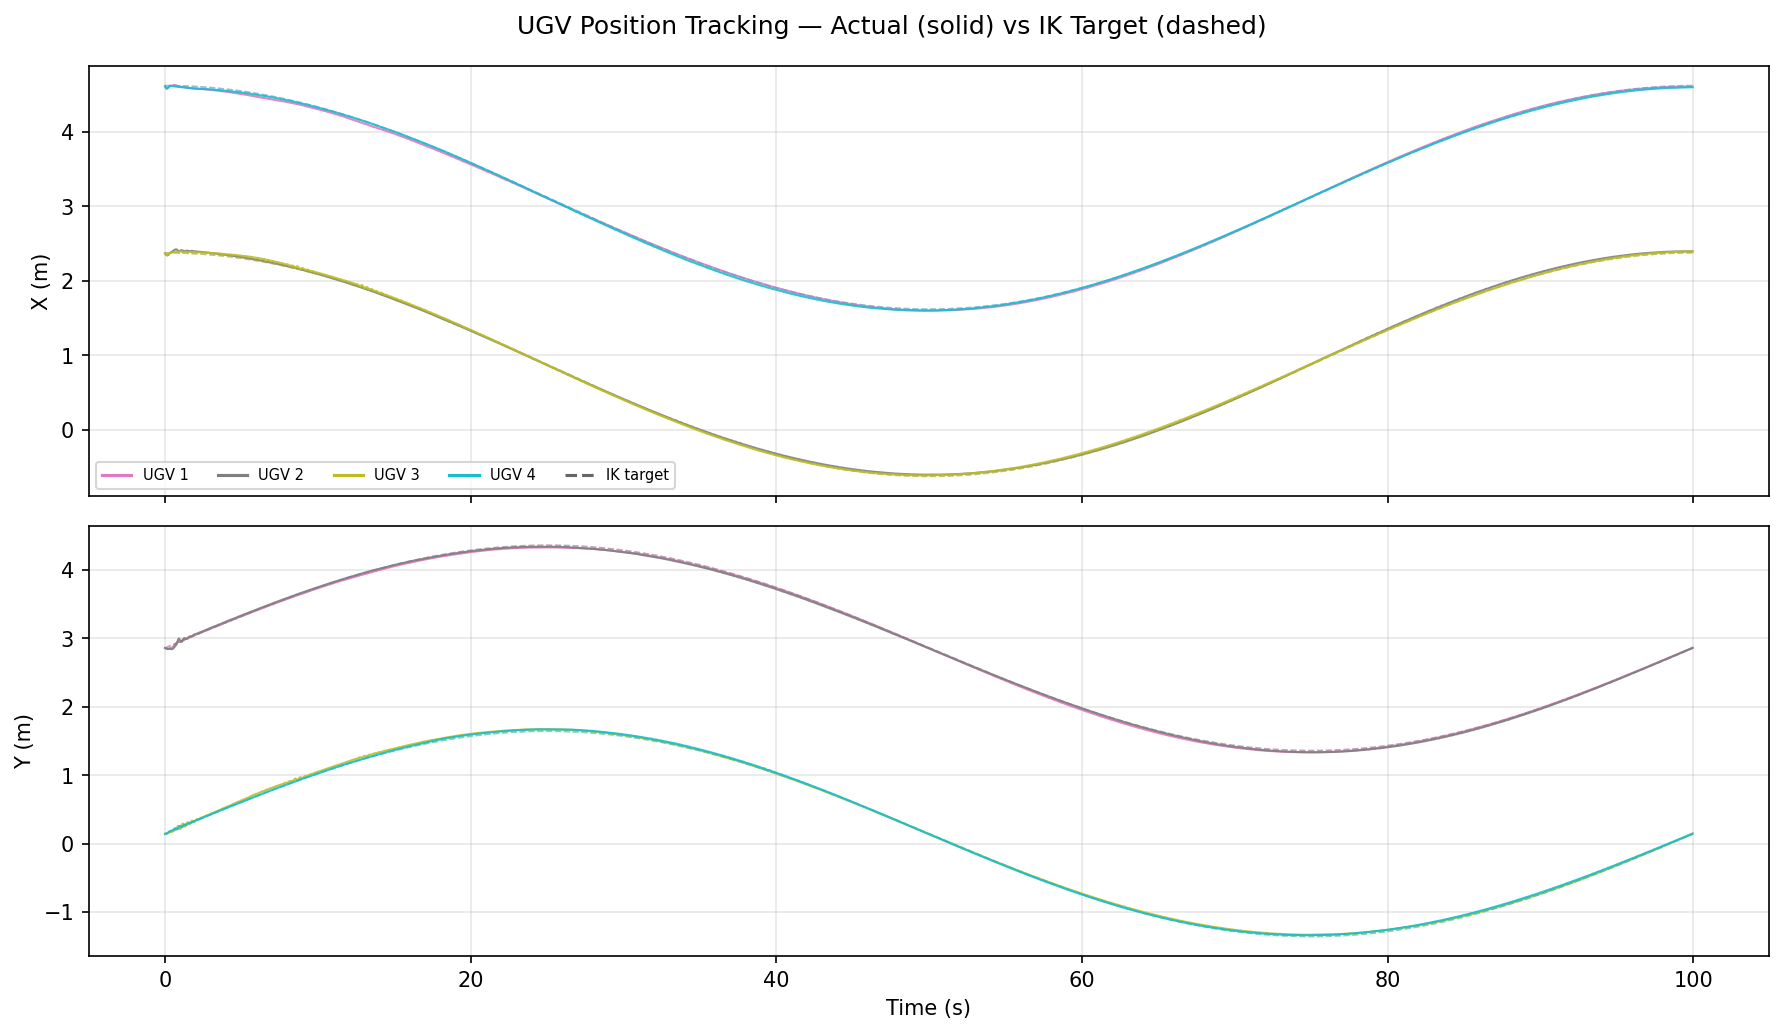 UGV Position Tracking — Actual (solid) vs IK Target (dashed)
X (m)
4
3
2
1
0
UGV 1 UGV 2 UGV 3 UGV 4 IK target
Y (m)
4
3
2
1
0
−1
0 20 40 60 80 100
Time (s)